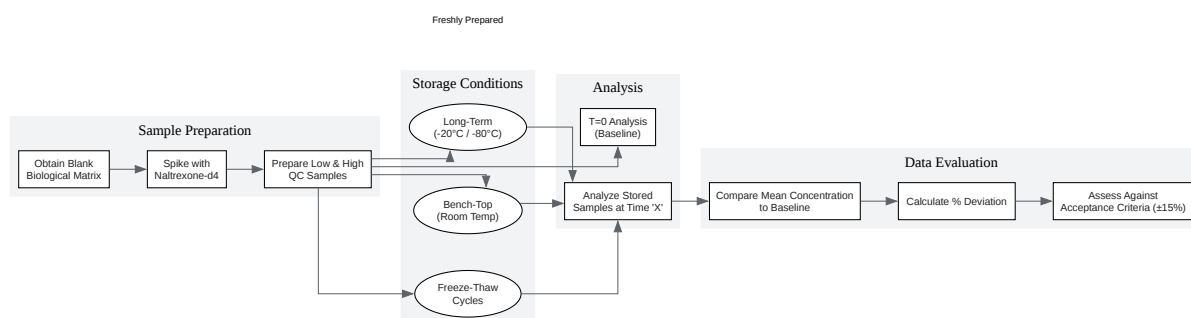 Freshly Prepared
Sample Preparation
Obtain Blank
Biological Matrix
Spike with
Naltrexone-d4
Prepare Low & High
QC Samples
Storage Conditions
Long-Term
(-20°C / -80°C)
Bench-Top
(Room Temp)
Freeze-Thaw
Cycles
Analysis
T=0 Analysis
(Baseline)
Analyze Stored
Samples at Time 'X'
Data Evaluation
Compare Mean Concentration
to Baseline
Calculate % Deviation
Assess Against
Acceptance Criteria (±15%)